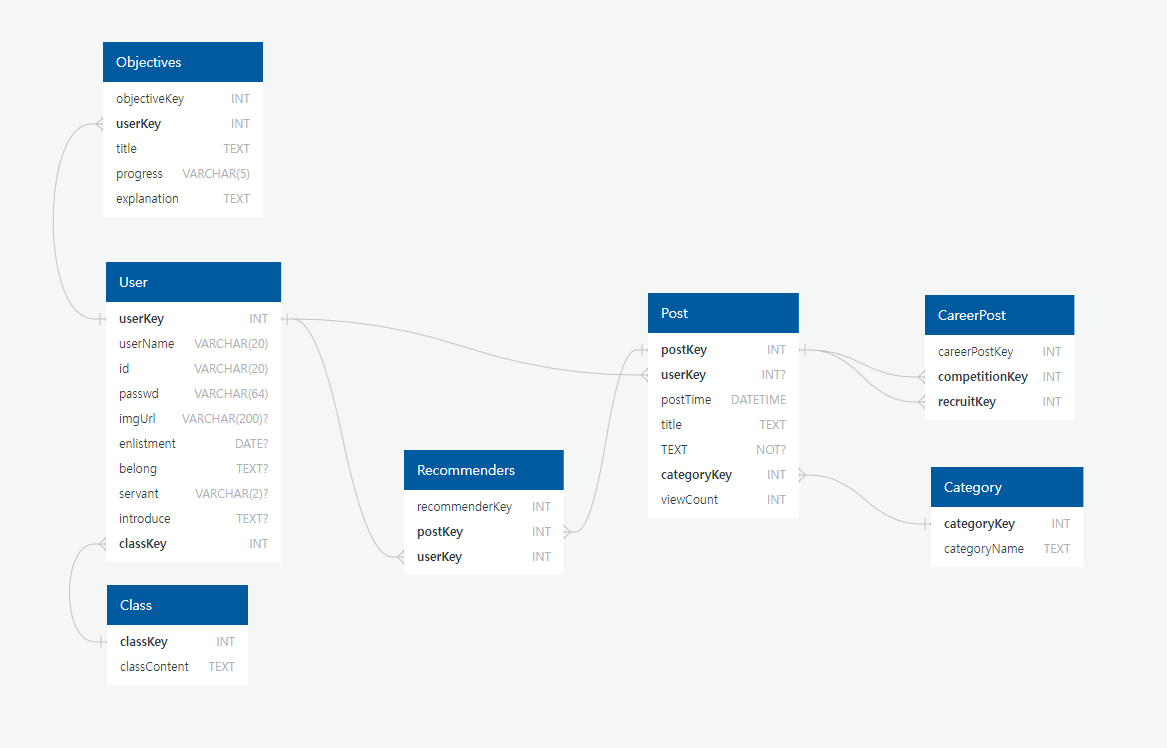 Objectives
objectiveKey INT
userKey INT
title TEXT
progress VARCHAR(5)
explanation TEXT
User
userKey INT
userName VARCHAR(20)
id VARCHAR(20)
passwd VARCHAR(64)
imgUrl VARCHAR(200)?
enlistment DATE?
belong TEXT?
servant VARCHAR(2)?
introduce TEXT?
classKey INT
Class
classKey INT
classContent TEXT
Recommenders
recommenderKey INT
postKey INT
userKey INT
Post
postKey INT
userKey INT?
postTime DATETIME
title TEXT
TEXT NOT?
categoryKey INT
viewCount INT
CareerPost
careerPostKey INT
competitionKey INT
recruitKey INT
Category
categoryKey INT
categoryName TEXT